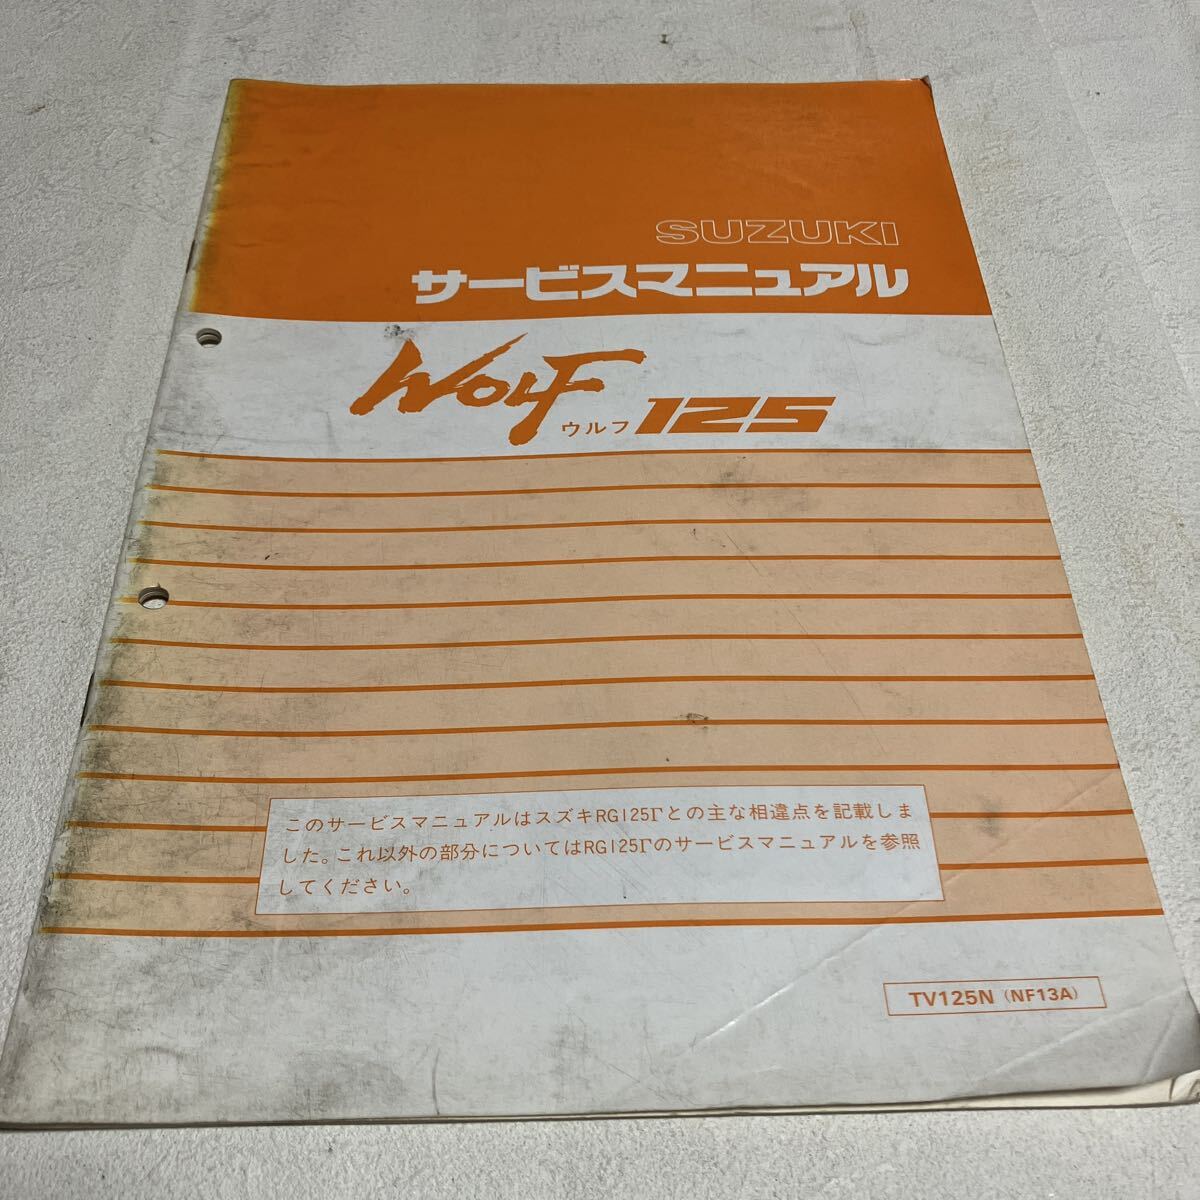 SUZUKI
サービスマニュアル
WOLF
ウルフ 125
このサービスマニュアルはスズキRG125Γとの主な相違点を記載しま
した。これ以外の部分についてはRG125Γのサービスマニュアルを参照
してください。
TV125N (NF13A)